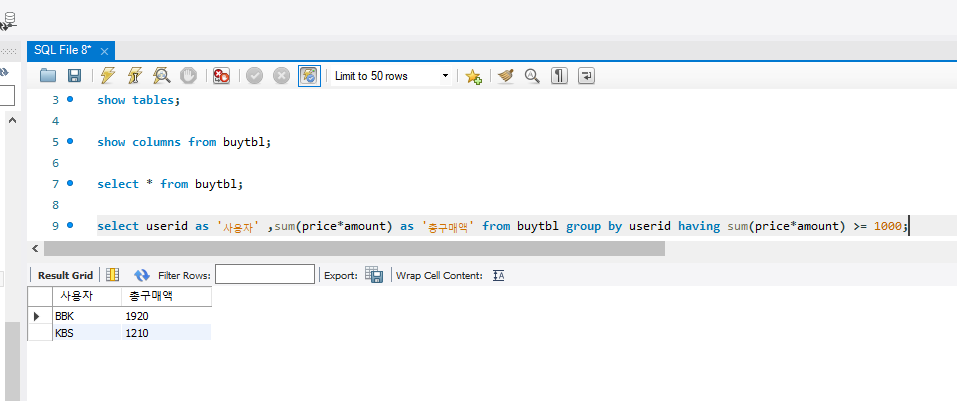 SQL File 8*
Limit to 50 rows
3 show tables;
4
5 show columns from buytbl;
6
7 select * from buytbl;
8
9 select userid as '사용자' ,sum(price*amount) as '총구매액' from buytbl group by userid having sum(price*amount) >= 1000;
Result Grid Filter Rows: Export: Wrap Cell Content:
사용자 총구매액
BBK 1920
KBS 1210